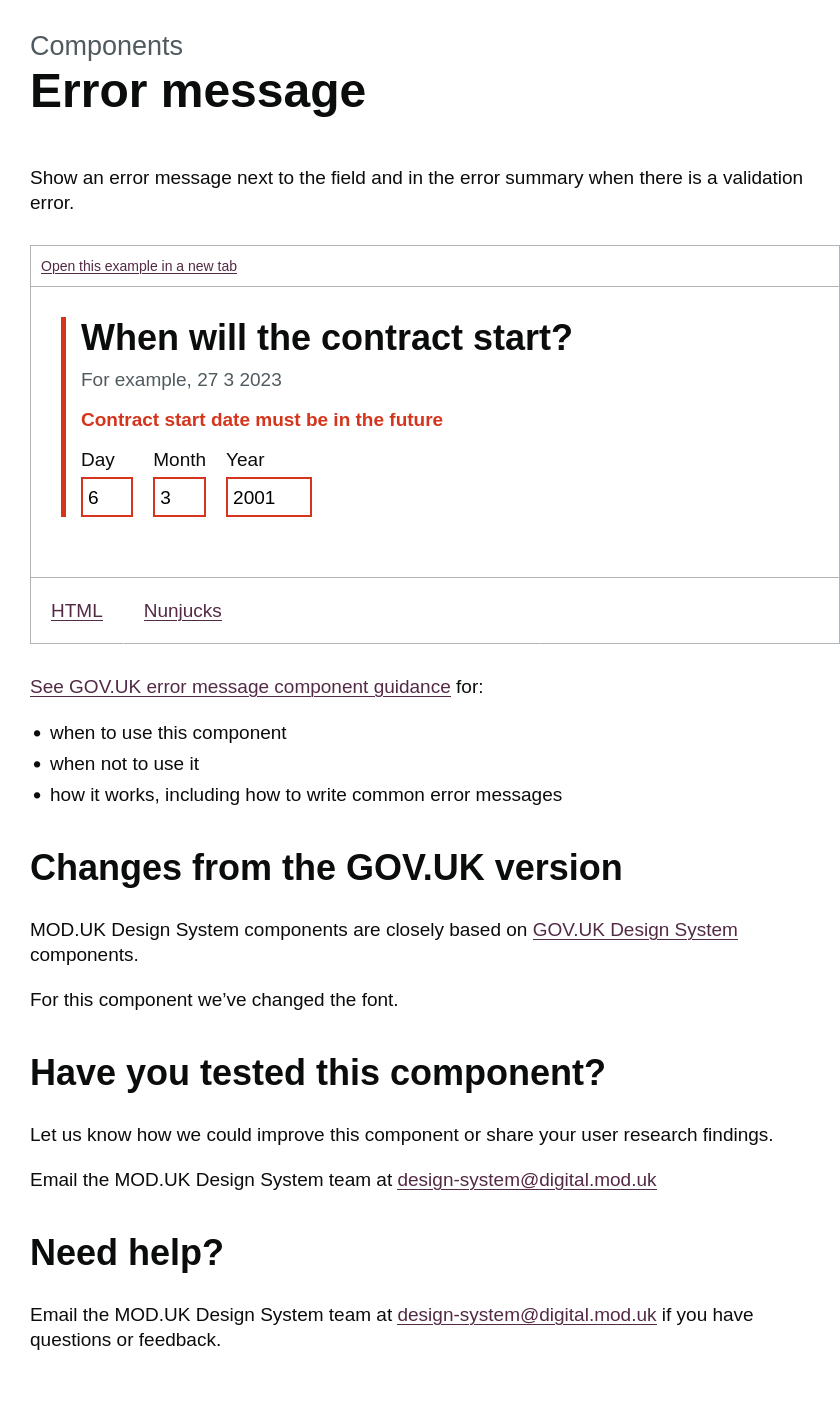 Components
Error message
Show an error message next to the field and in the error summary when there is a validation
error.
Open this example in a new tab
When will the contract start?
For example, 27 3 2023
Contract start date must be in the future
Day Month Year
6 3 2001
HTML Nunjucks
See GOV.UK error message component guidance for:
• when to use this component
• when not to use it
• how it works, including how to write common error messages
Changes from the GOV.UK version
MOD.UK Design System components are closely based on GOV.UK Design System
components.
For this component we’ve changed the font.
Have you tested this component?
Let us know how we could improve this component or share your user research findings.
Email the MOD.UK Design System team at design-system@digital.mod.uk
Need help?
Email the MOD.UK Design System team at design-system@digital.mod.uk if you have
questions or feedback.